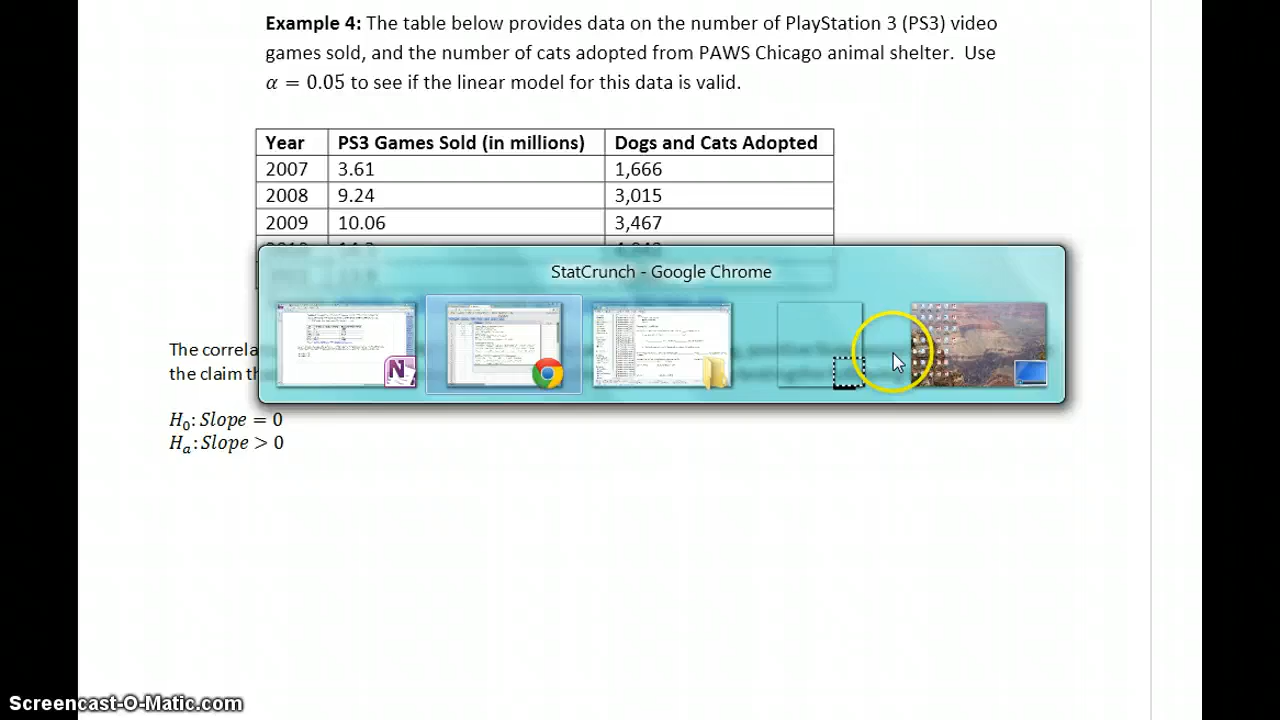 Example 4: The table below provides data on the number of PlayStation 3 (PS3) video
games sold, and the number of cats adopted from PAWS Chicago animal shelter. Use
α = 0.05 to see if the linear model for this data is valid.
Year PS3 Games Sold (in millions) Dogs and Cats Adopted
2007 3.61 1,666
2008 9.24 3,015
2009 10.06 3,467
StatCrunch - Google Chrome
The correla
the claim th
H₀: Slope = 0
Hₐ: Slope > 0
Screencast-O-Matic.com